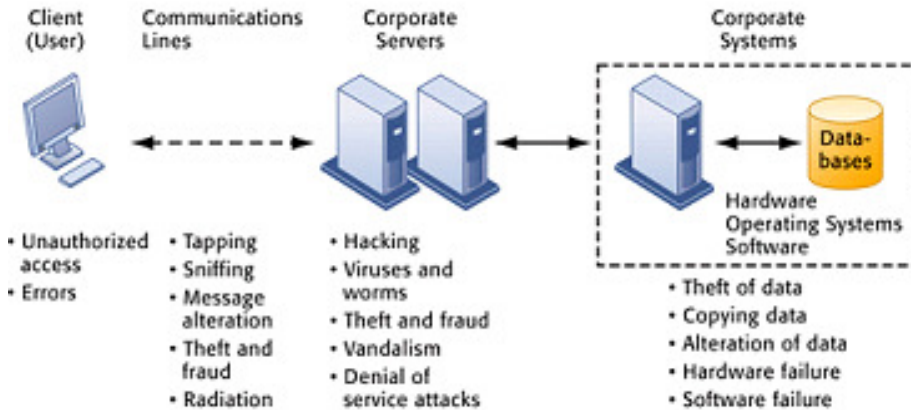 Client
(User)
Communications
Lines
Corporate
Servers
Corporate
Systems
Data-
bases
Hardware
Operating Systems
Software
• Unauthorized
access
• Errors
• Tapping
• Sniffing
• Message
alteration
• Theft and
fraud
• Radiation
• Hacking
• Viruses and
worms
• Theft and fraud
• Vandalism
• Denial of
service attacks
• Theft of data
• Copying data
• Alteration of data
• Hardware failure
• Software failure